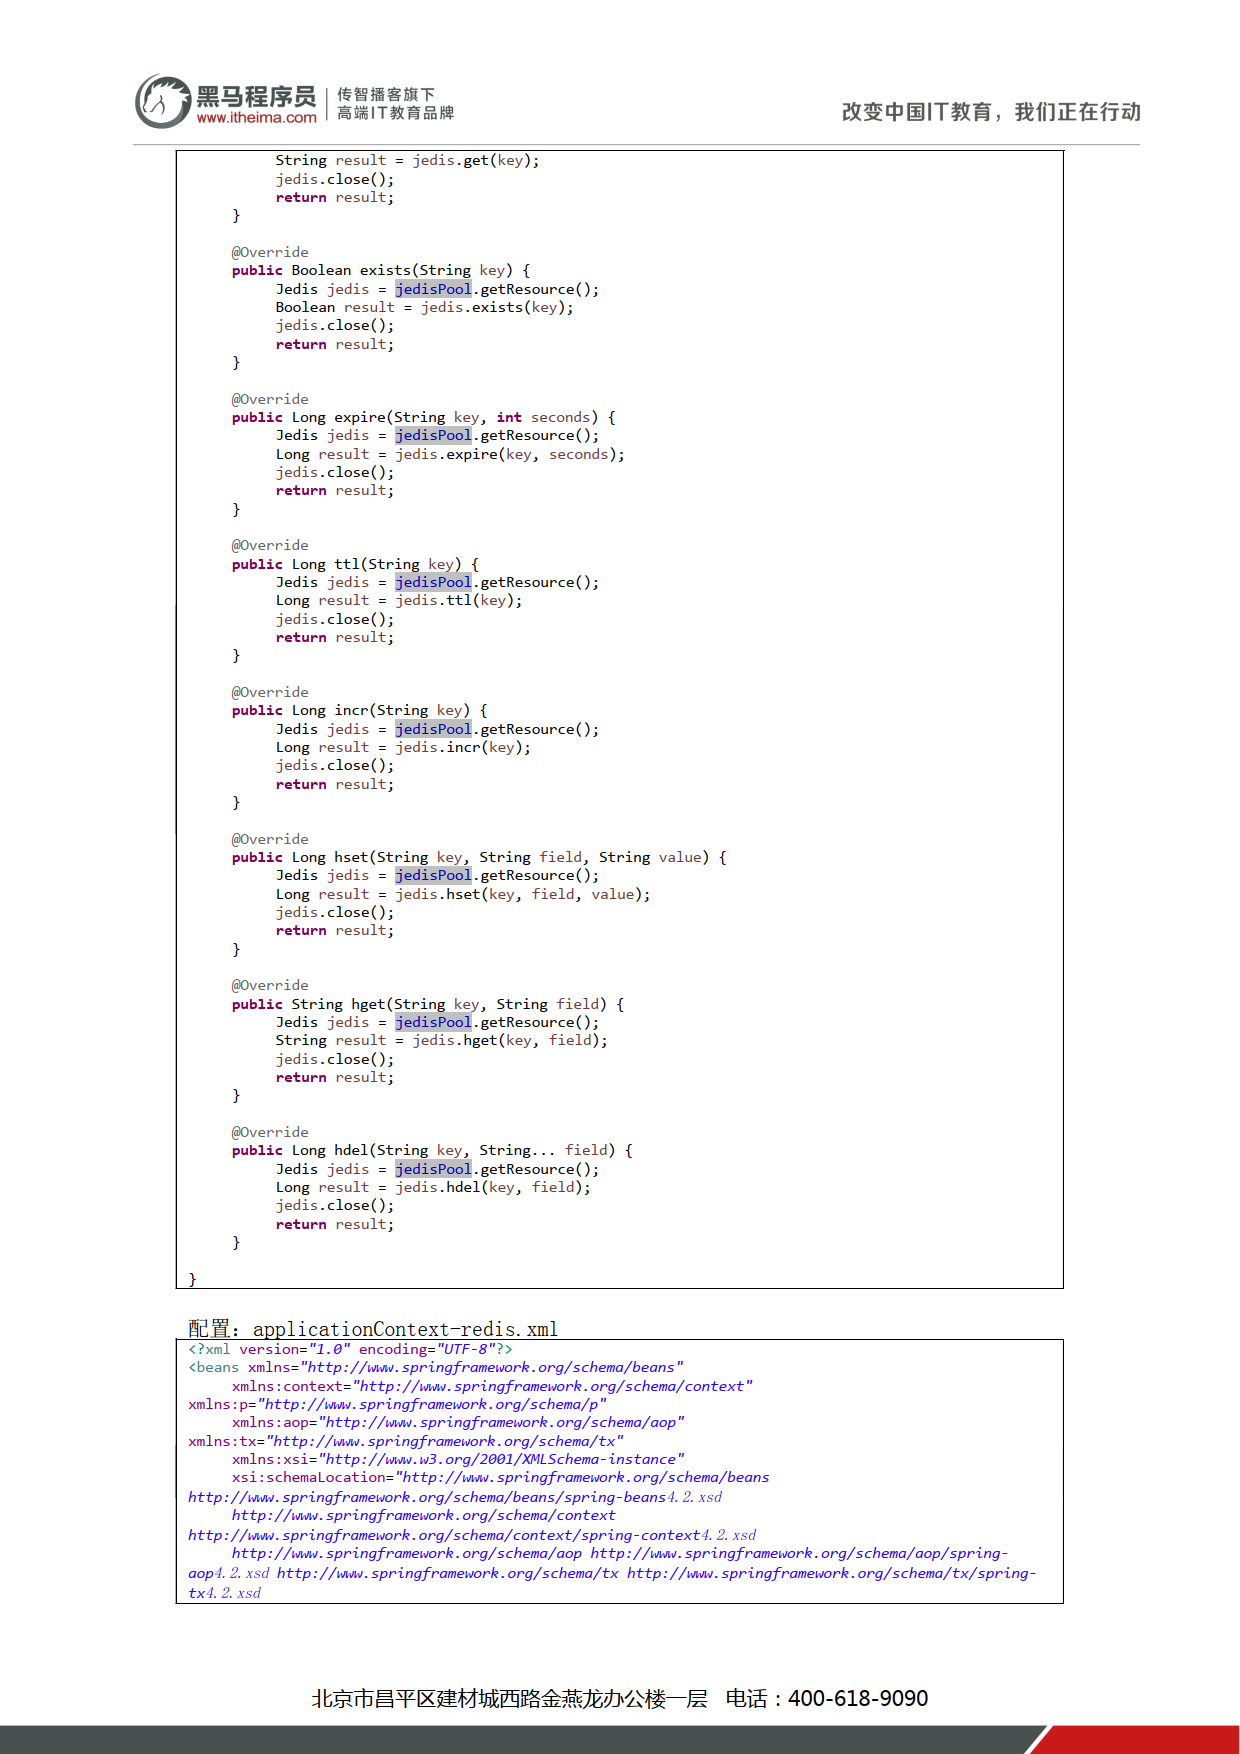 黑马程序员
www.itheima.com
传智播客旗下
高端IT教育品牌
改变中国IT教育，我们正在行动
String result = jedis.get(key);
jedis.close();
return result;
}
@Override
public Boolean exists(String key) {
Jedis jedis = jedisPool.getResource();
Boolean result = jedis.exists(key);
jedis.close();
return result;
}
@Override
public Long expire(String key, int seconds) {
Jedis jedis = jedisPool.getResource();
Long result = jedis.expire(key, seconds);
jedis.close();
return result;
}
@Override
public Long ttl(String key) {
Jedis jedis = jedisPool.getResource();
Long result = jedis.ttl(key);
jedis.close();
return result;
}
@Override
public Long incr(String key) {
Jedis jedis = jedisPool.getResource();
Long result = jedis.incr(key);
jedis.close();
return result;
}
@Override
public Long hset(String key, String field, String value) {
Jedis jedis = jedisPool.getResource();
Long result = jedis.hset(key, field, value);
jedis.close();
return result;
}
@Override
public String hget(String key, String field) {
Jedis jedis = jedisPool.getResource();
String result = jedis.hget(key, field);
jedis.close();
return result;
}
@Override
public Long hdel(String key, String... field) {
Jedis jedis = jedisPool.getResource();
Long result = jedis.hdel(key, field);
jedis.close();
return result;
}
}
配置：applicationContext-redis.xml
<?xml version="1.0" encoding="UTF-8"?>
<beans xmlns="http://www.springframework.org/schema/beans"
xmlns:context="http://www.springframework.org/schema/context"
xmlns:p="http://www.springframework.org/schema/p"
xmlns:aop="http://www.springframework.org/schema/aop"
xmlns:tx="http://www.springframework.org/schema/tx"
xmlns:xsi="http://www.w3.org/2001/XMLSchema-instance"
xsi:schemaLocation="http://www.springframework.org/schema/beans
http://www.springframework.org/schema/beans/spring-beans4.2.xsd
http://www.springframework.org/schema/context
http://www.springframework.org/schema/context/spring-context4.2.xsd
http://www.springframework.org/schema/aop http://www.springframework.org/schema/aop/spring-
aop4.2.xsd http://www.springframework.org/schema/tx http://www.springframework.org/schema/tx/spring-
tx4.2.xsd
北京市昌平区建材城西路金燕龙办公楼一层 电话：400-618-9090